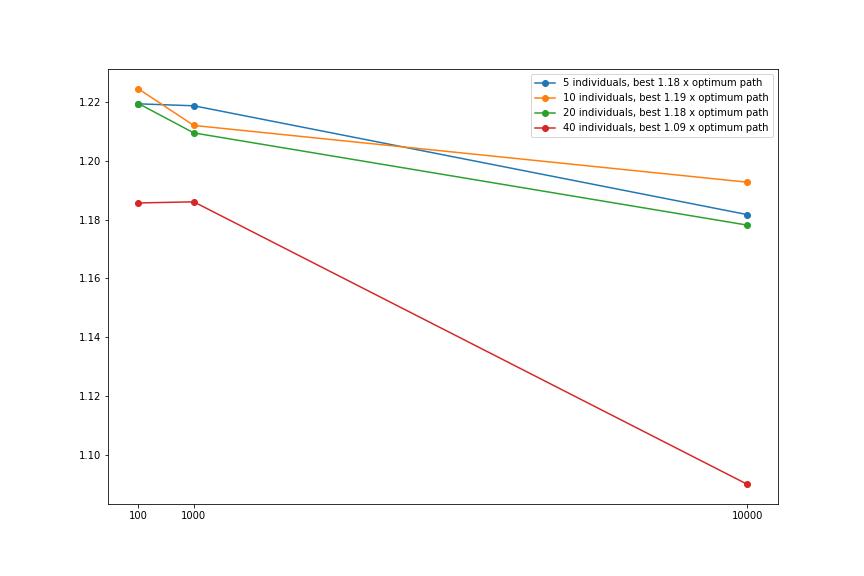 5 individuals, best 1.18 x optimum path
10 individuals, best 1.19 x optimum path
20 individuals, best 1.18 x optimum path
40 individuals, best 1.09 x optimum path
1.22
1.20
1.18
1.16
1.14
1.12
1.10
100 1000 10000